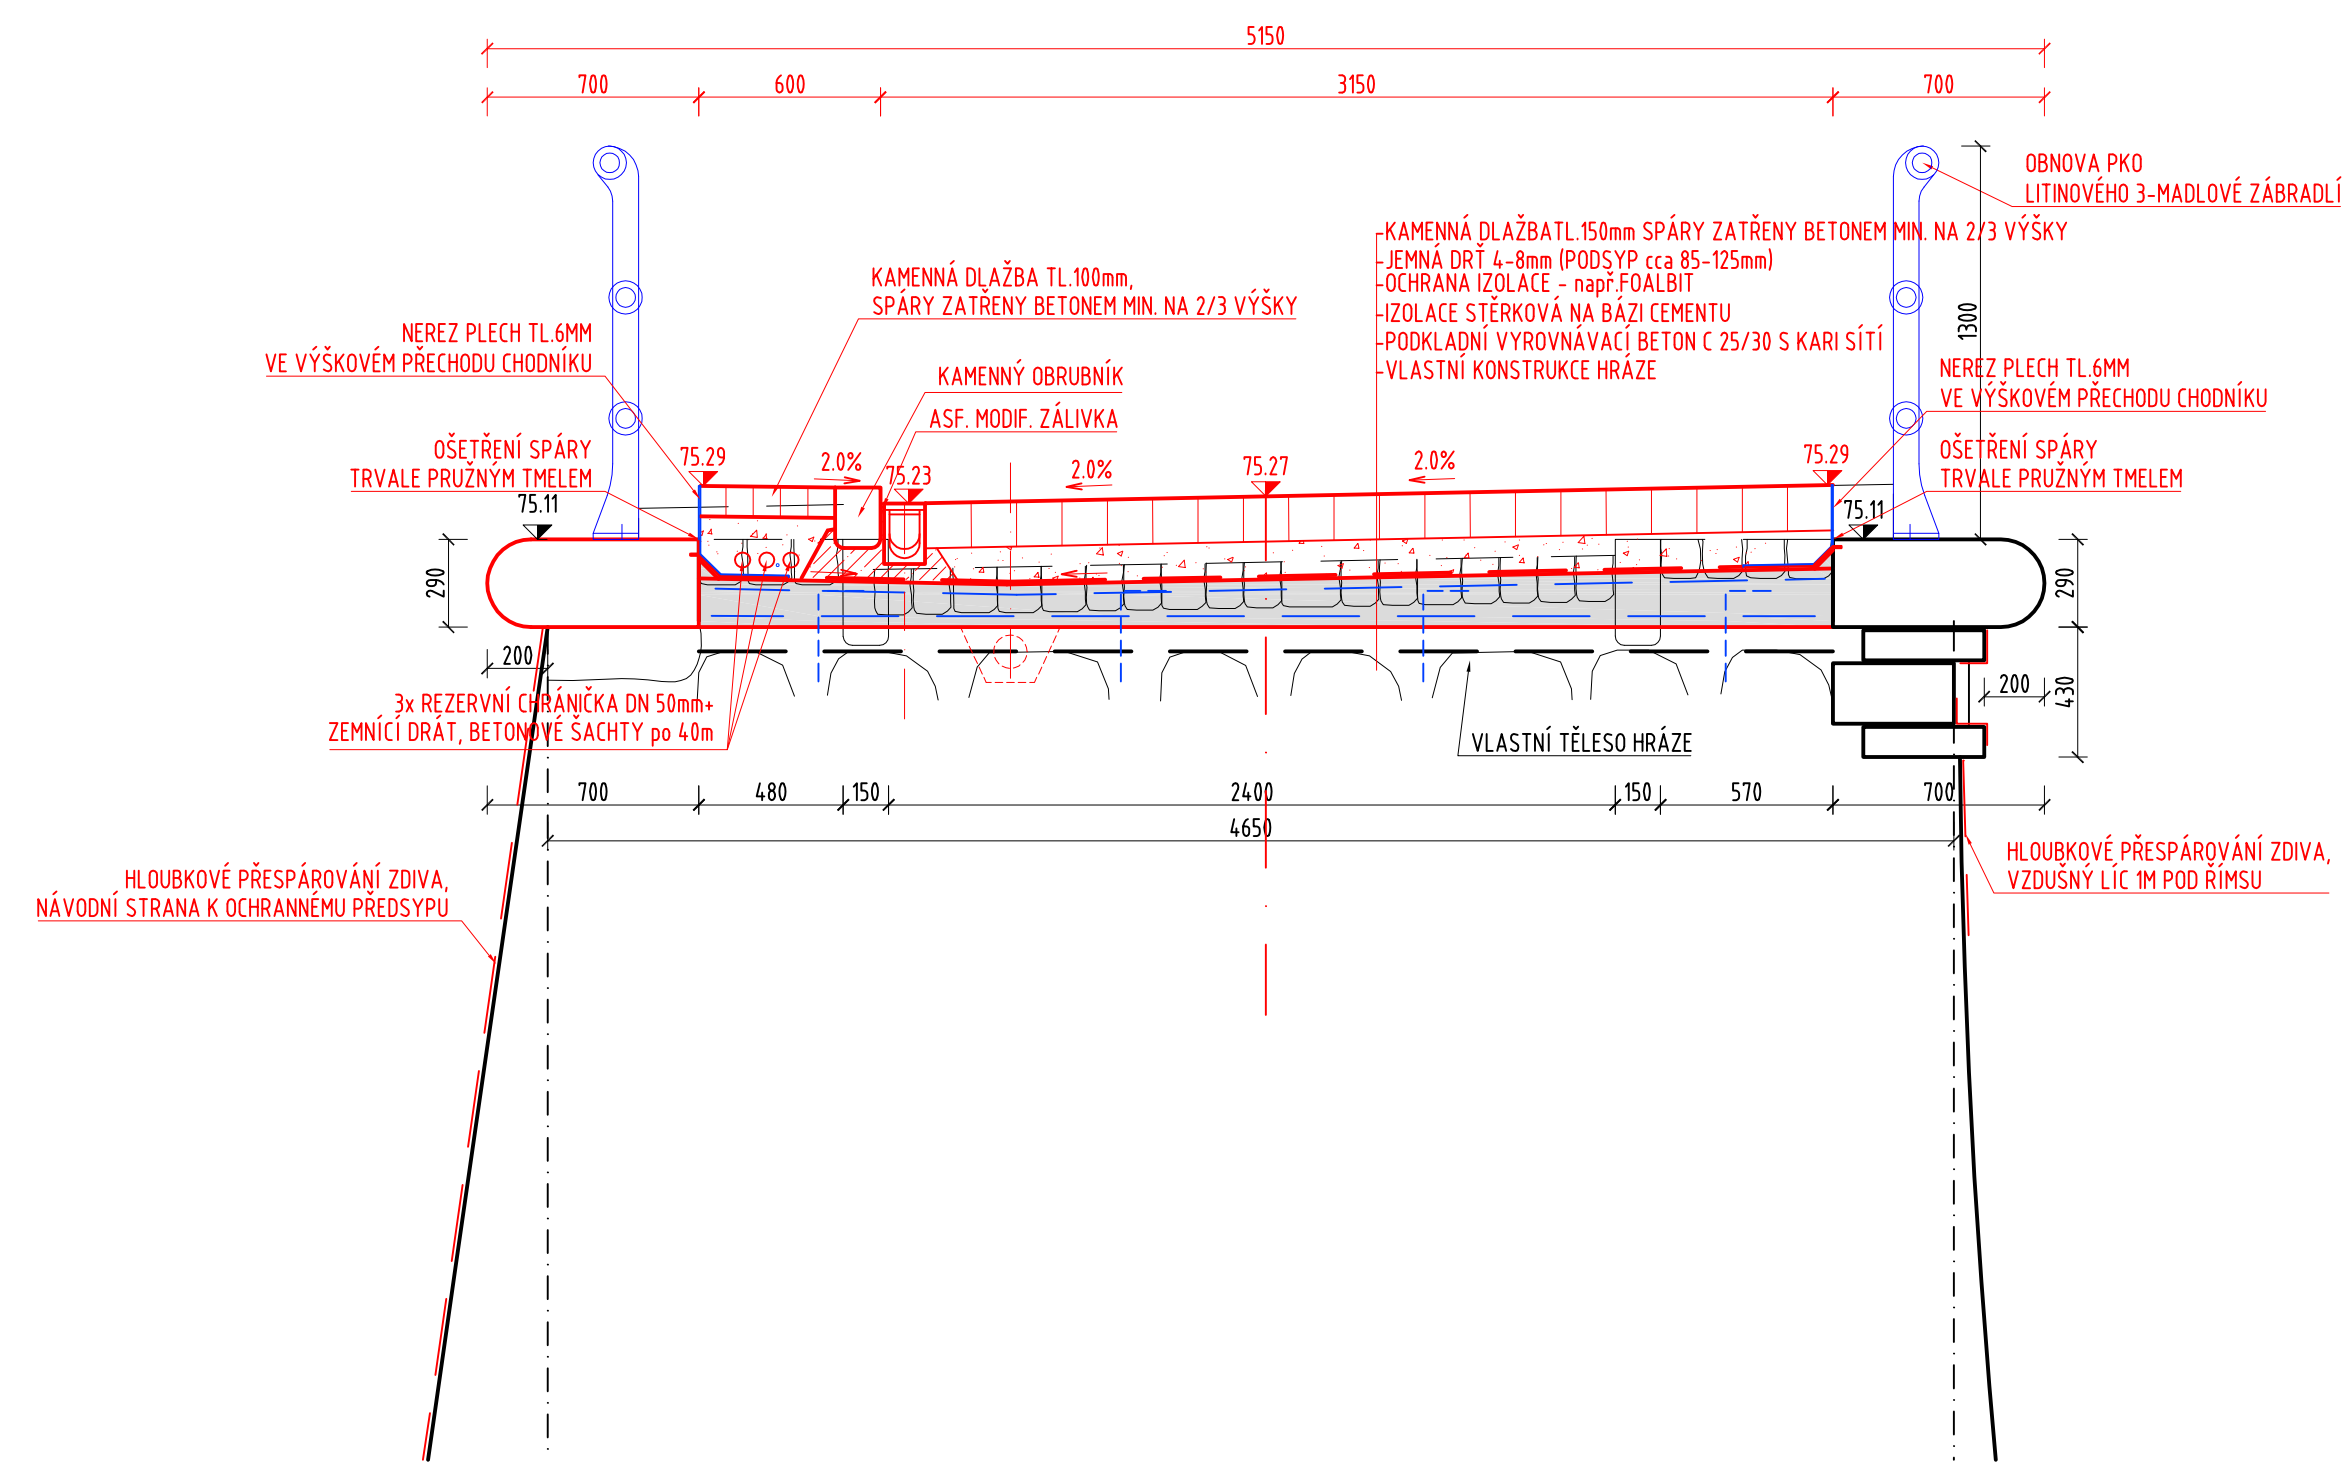 5150
700
600
3150
700
OBNOVA PKO
LITINOVÉHO 3-MADLOVÉ ZÁBRADLÍ
KAMENNÁ DLAŽBATL.150mm SPÁRY ZATŘENY BETONEM MIN. NA 2/3 VÝŠKY
JEMNÁ DRŤ 4-8mm (PODSYP cca 85-125mm)
OCHRANA IZOLACE - např.FOALBIT
IZOLACE STĚRKOVÁ NA BÁZI CEMENTU
PODKLADNÍ VYROVNÁVACÍ BETON C 25/30 S KARI SÍTÍ
VLASTNÍ KONSTRUKCE HRÁZE
KAMENNÁ DLAŽBA TL.100mm,
SPÁRY ZATŘENY BETONEM MIN. NA 2/3 VÝŠKY
1300
NEREZ PLECH TL.6MM
VE VÝŠKOVÉM PŘECHODU CHODNÍKU
KAMENNÝ OBRUBNÍK
ASF. MODIF. ZÁLIVKA
NEREZ PLECH TL.6MM
VE VÝŠKOVÉM PŘECHODU CHODNÍKU
OŠETŘENÍ SPÁRY
TRVALE PRUŽNÝM TMELEM
75.29
2.0%
75.23
2.0%
75.27
2.0%
75.29
OŠETŘENÍ SPÁRY
TRVALE PRUŽNÝM TMELEM
75.11
75.11
290
290
200
200
430
3x REZERVNÍ CHRÁNIČKA DN 50mm+
ZEMNÍCÍ DRÁT, BETONOVÉ ŠACHTY po 40m
VLASTNÍ TĚLESO HRÁZE
700
480
150
2400
150
570
700
4650
HLOUBKOVÉ PŘESPÁROVÁNÍ ZDIVA,
NÁVODNÍ STRANA K OCHRANNÉMU PŘEDSYPU
HLOUBKOVÉ PŘESPÁROVÁNÍ ZDIVA,
VZDUŠNÝ LÍC 1M POD ŘÍMSU